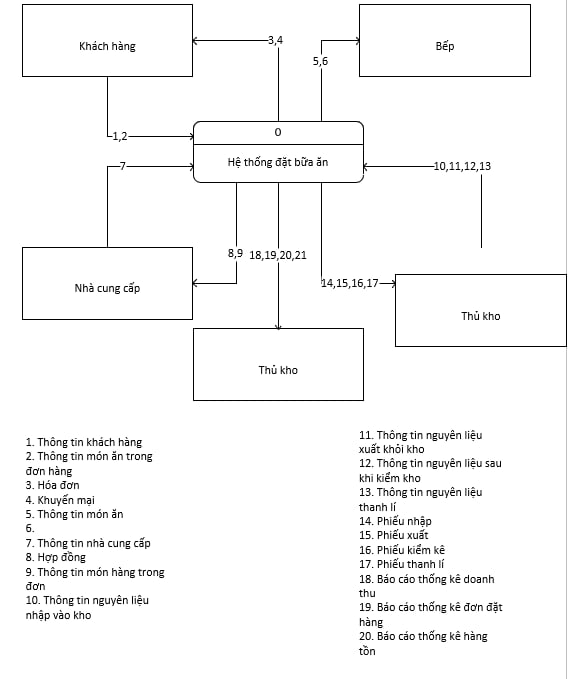 Khách hàng
3,4
Bếp
5,6
1,2
0
Hệ thống đặt bữa ăn
7
10,11,12,13
8,9
18,19,20,21
Nhà cung cấp
14,15,16,17
Thủ kho
Thủ kho
1. Thông tin khách hàng
2. Thông tin món ăn trong
đơn hàng
3. Hóa đơn
4. Khuyến mại
5. Thông tin món ăn
6.
7. Thông tin nhà cung cấp
8. Hợp đồng
9. Thông tin món hàng trong
đơn
10. Thông tin nguyên liệu
nhập vào kho
11. Thông tin nguyên liệu
xuất khỏi kho
12. Thông tin nguyên liệu sau
khi kiểm kho
13. Thông tin nguyên liệu
thanh lí
14. Phiếu nhập
15. Phiếu xuất
16. Phiếu kiểm kê
17. Phiếu thanh lí
18. Báo cáo thống kê doanh
thu
19. Báo cáo thống kê đơn đặt
hàng
20. Báo cáo thống kê hàng
tồn